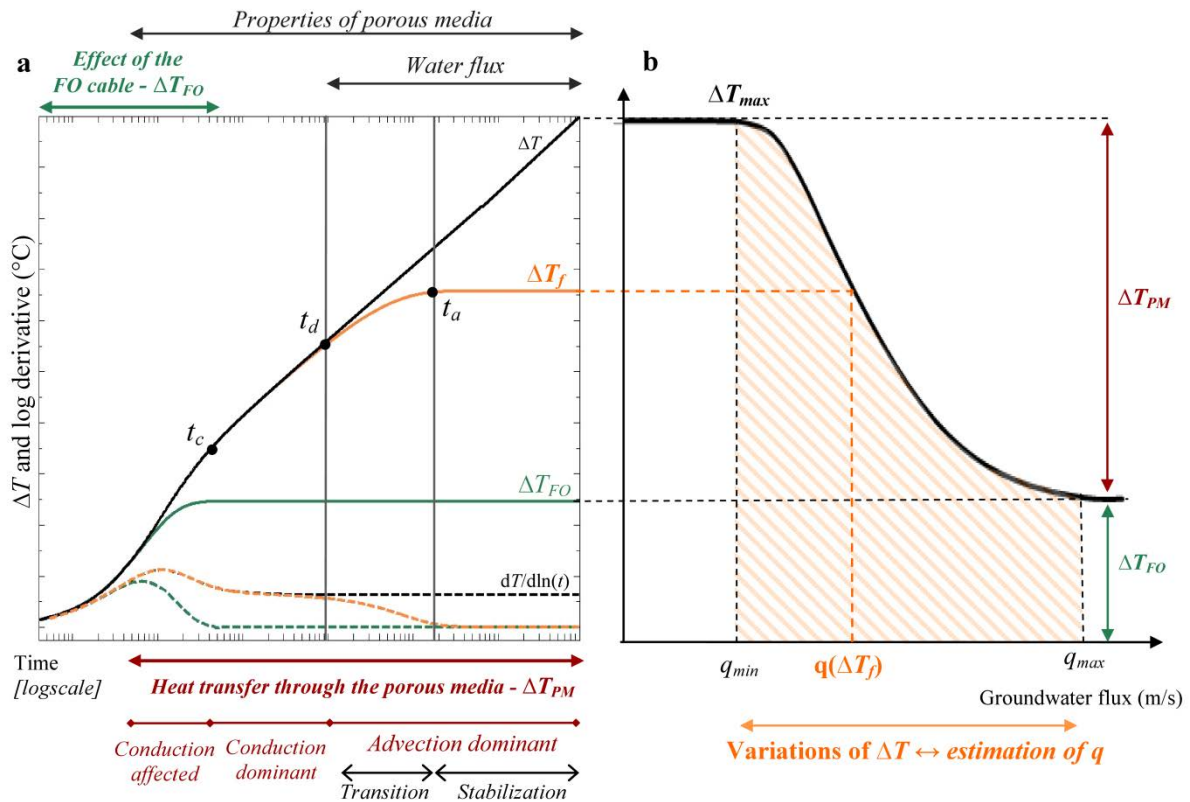 Properties of porous media
a
Effect of the
FO cable - ΔT_FO
Water flux
b
ΔT and log derivative (°C)
ΔT
ΔT_f
t_a
t_d
t_c
ΔT_FO
dT/dln(t)
ΔT_max
ΔT_PM
ΔT_FO
q_min
q(ΔT_f)
q_max
Groundwater flux (m/s)
Variations of ΔT ↔ estimation of q
Time
[logscale]
Heat transfer through the porous media - ΔT_PM
Conduction
affected
Conduction
dominant
Advection dominant
Transition
Stabilization